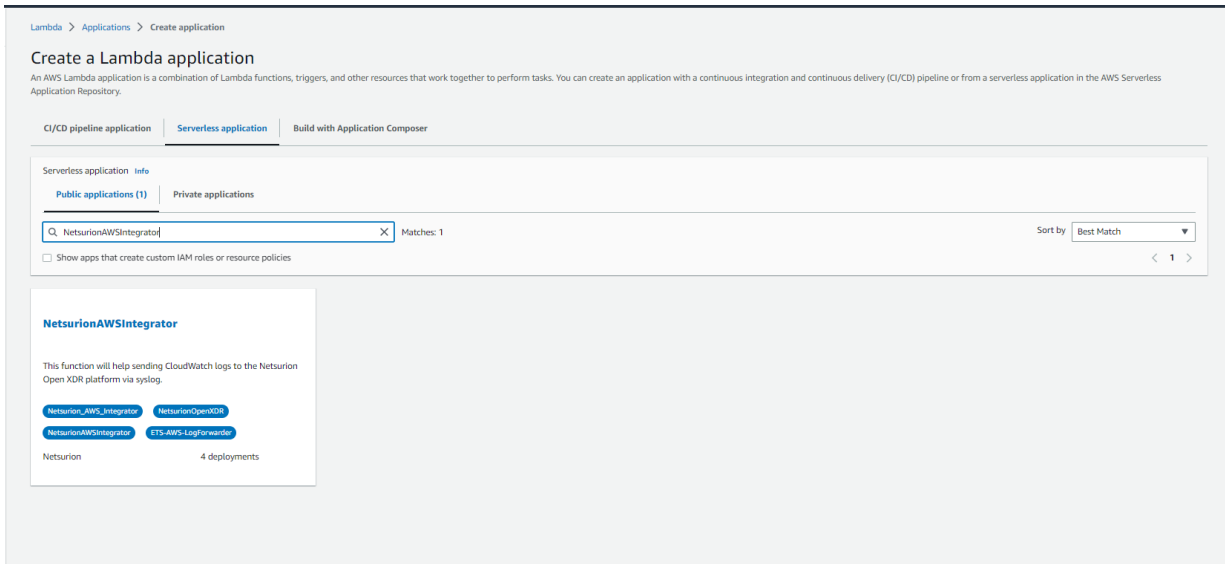 Lambda > Applications > Create application
Create a Lambda application
An AWS Lambda application is a combination of Lambda functions, triggers, and other resources that work together to perform tasks. You can create an application with a continuous integration and continuous delivery (CI/CD) pipeline or from a serverless application in the AWS Serverless
Application Repository.
CI/CD pipeline application Serverless application Build with Application Composer
Serverless application Info
Public applications (1) Private applications
NetsurionAWSIntegrator Matches: 1 Sort by Best Match
Show apps that create custom IAM roles or resource policies 1
NetsurionAWSIntegrator
This function will help sending CloudWatch logs to the Netsurion
Open XDR platform via syslog.
Netsurion_AWS_Integrator NetsurionOpenXDR
NetsurionAWSIntegrator ETS-AWS-LogForwarder
Netsurion 4 deployments